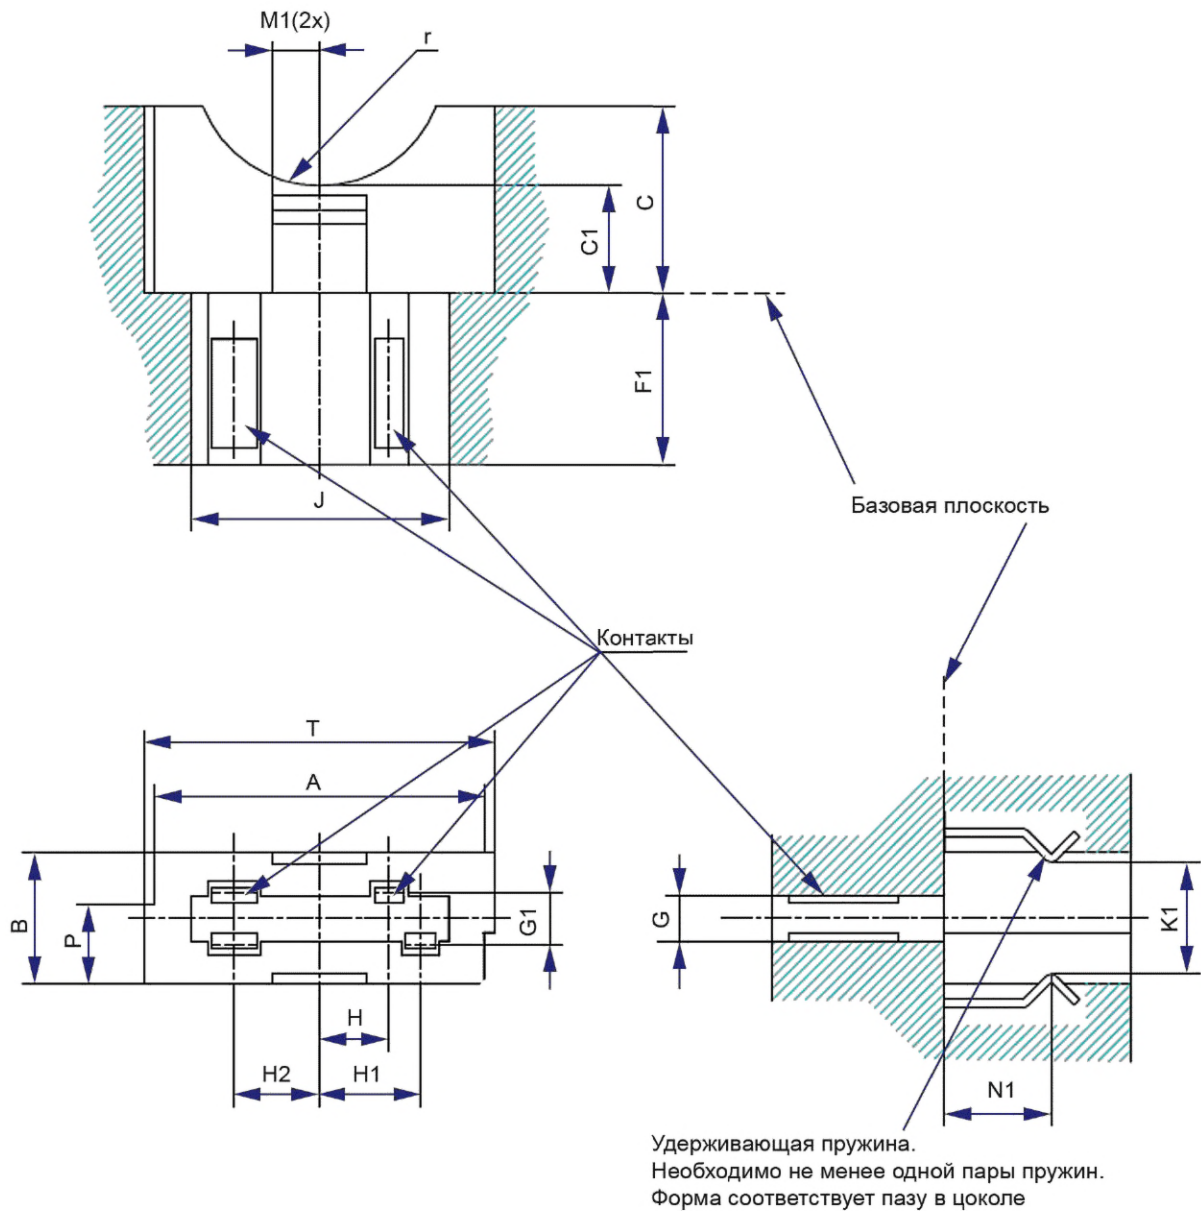 M1(2x)
r
C
C1
F1
J
Базовая плоскость
Контакты
T
A
B
P
G1
G
K1
H
H2
H1
N1
Удерживающая пружина.
Необходимо не менее одной пары пружин.
Форма соответствует пазу в цоколе